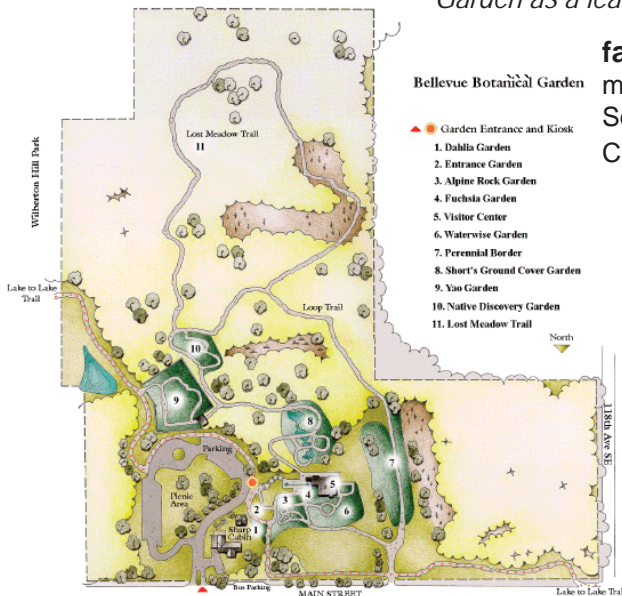 Garden as a lea
fa
m
Se
C
Bellevue Botanical Garden
Garden Entrance and Kiosk
1. Dahlia Garden
2. Entrance Garden
3. Alpine Rock Garden
4. Fuchsia Garden
5. Visitor Center
6. Waterwise Garden
7. Perennial Border
8. Short's Ground Cover Garden
9. Yao Garden
10. Native Discovery Garden
11. Lost Meadow Trail
North
Wilberton Hill Park
Lost Meadow Trail
11
Lake to Lake
Trail
Loop Trail
10
9
8
7
118th Ave SE
Parking
Picnic
Area
5
4
3
6
2
1
Sharp
Cabin
Bus Parking
MAIN STREET
Lake to Lake Trail